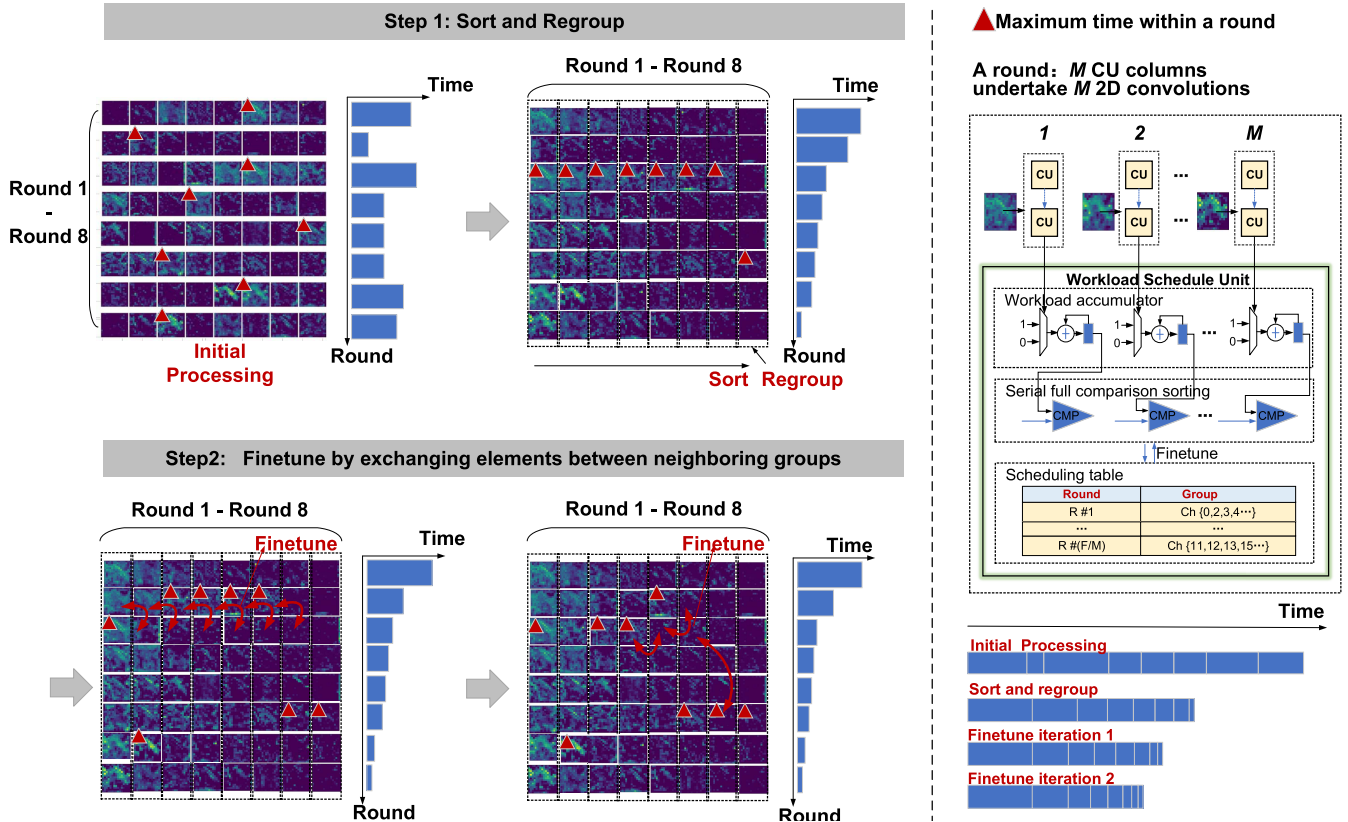 Step 1: Sort and Regroup
Time
Round 1
-
Round 8
Initial
Processing
Round
Round 1 - Round 8
Time
Round
Sort Regroup
Step2: Finetune by exchanging elements between neighboring groups
Round 1 - Round 8
Finetune
Time
Round
Round 1 - Round 8
Finetune
Time
Round
Maximum time within a round
A round: M CU columns
undertake M 2D convolutions
1 2 M
CU CU ... CU
CU CU ... CU
Workload Schedule Unit
Workload accumulator
1 1 1
+ + ... +
0 0 0
Serial full comparison sorting
CMP CMP ... CMP
Finetune
Scheduling table
Round Group
R #1 Ch {0,2,3,4···}
... ...
R #(F/M) Ch {11,12,13,15···}
Time
Initial Processing
Sort and regroup
Finetune iteration 1
Finetune iteration 2